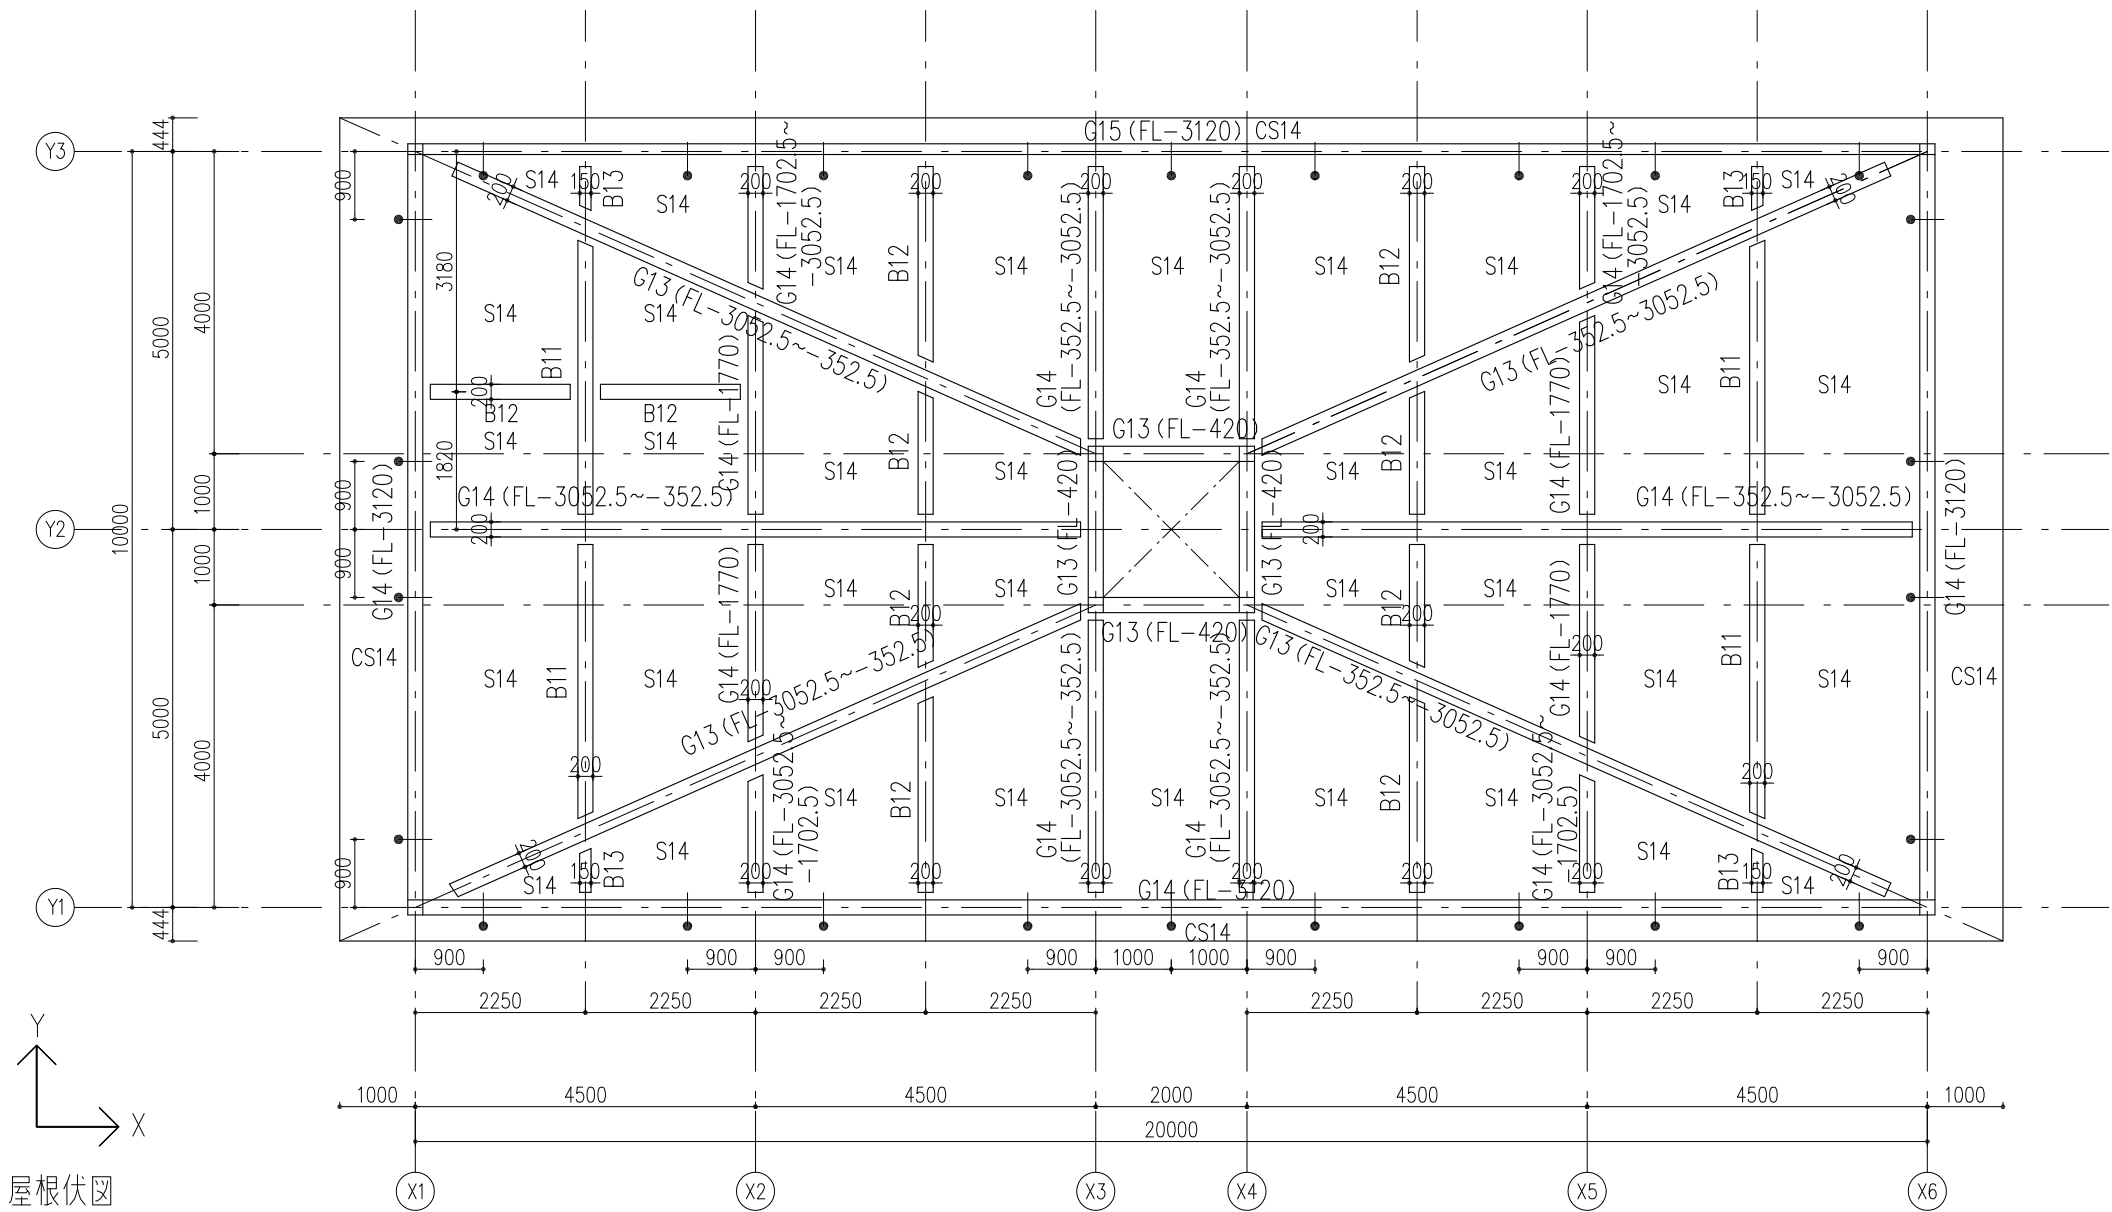 444
G15(FL-3120) CS14
Y3
900
S14
150
B13
S14
200
200
G14(FL-1702.5~
-3052.5)
200
200
200
200
200
G14(FL-1702.5~
-3052.5)
S14
B13
150
S14
200
3180
4000
5000
S14
G13(FL-3052.5~-352.5)
S14
S14
B12
S14
G14
(FL-352.5~-3052.5)
S14
G14
(FL-352.5~-3052.5)
S14
B12
S14
G13(FL-352.5~-3052.5)
B11
200
B12
B12
S14
S14
G14(FL-1770)
S14
B12
S14
G13(FL-420)
S14
B12
S14
G14(FL-1770)
S14
B11
S14
1820
900
1000
10000
G14(FL-3120)
G14(FL-3052.5~-352.5)
G14(FL-352.5~-3052.5)
G14(FL-3120)
Y2
200
G13(FL-420)
G13(FL-420)
200
900
1000
G14(FL-1770)
S14
B12
200
S14
G13(FL-420)
S14
B12
200
S14
G14(FL-1770)
200
CS14
S14
B11
S14
200
G13(FL-3052.5~-352.5)
G14
(FL-3052.5~-352.5)
G14
(FL-3052.5~-352.5)
G13(FL-352.5~-3052.5)
S14
B11
S14
CS14
5000
4000
200
200
G14(FL-3052.5~
-1702.5)
S14
B12
S14
S14
S14
B12
S14
G14(FL-3052.5~
-1702.5)
900
200
S14
150
B13
S14
200
200
200
200
200
200
S14
B13
150
S14
200
G14(FL-3120)
Y1
444
CS14
900
900
900
900
1000
1000
900
900
900
900
2250
2250
2250
2250
2250
2250
2250
2250
Y
X
1000
4500
4500
2000
4500
4500
1000
20000
屋根伏図
X1
X2
X3
X4
X5
X6